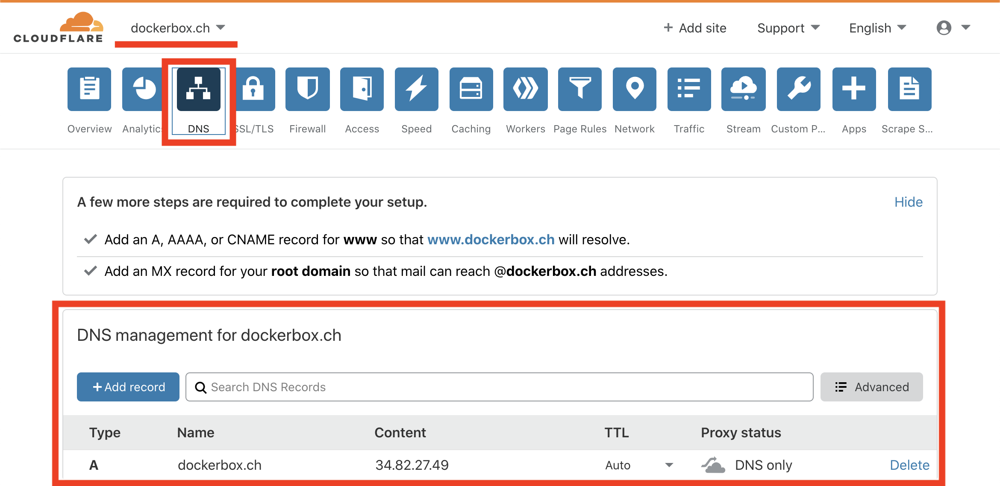 CLOUDFLARE
dockerbox.ch
+ Add site
Support
English
Overview
Analytics
DNS
SSL/TLS
Firewall
Access
Speed
Caching
Workers
Page Rules
Network
Traffic
Stream
Custom P...
Apps
Scrape S...
A few more steps are required to complete your setup.
Hide
Add an A, AAAA, or CNAME record for www so that www.dockerbox.ch will resolve.
Add an MX record for your root domain so that mail can reach @dockerbox.ch addresses.
DNS management for dockerbox.ch
+ Add record
Search DNS Records
Advanced
Type Name Content TTL Proxy status
A dockerbox.ch 34.82.27.49 Auto DNS only Delete